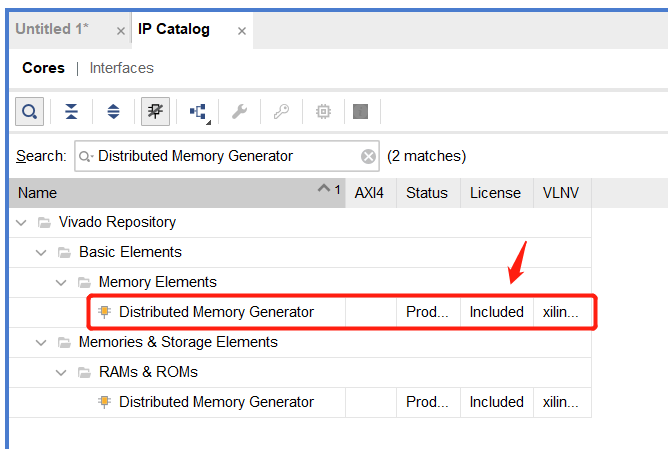 Untitled 1* × IP Catalog ×
Cores | Interfaces
Search: Distributed Memory Generator (2 matches)
Name 1 AXI4 Status License VLNV
Vivado Repository
Basic Elements
Memory Elements
Distributed Memory Generator Prod... Included xilin...
Memories & Storage Elements
RAMs & ROMs
Distributed Memory Generator Prod... Included xilin...